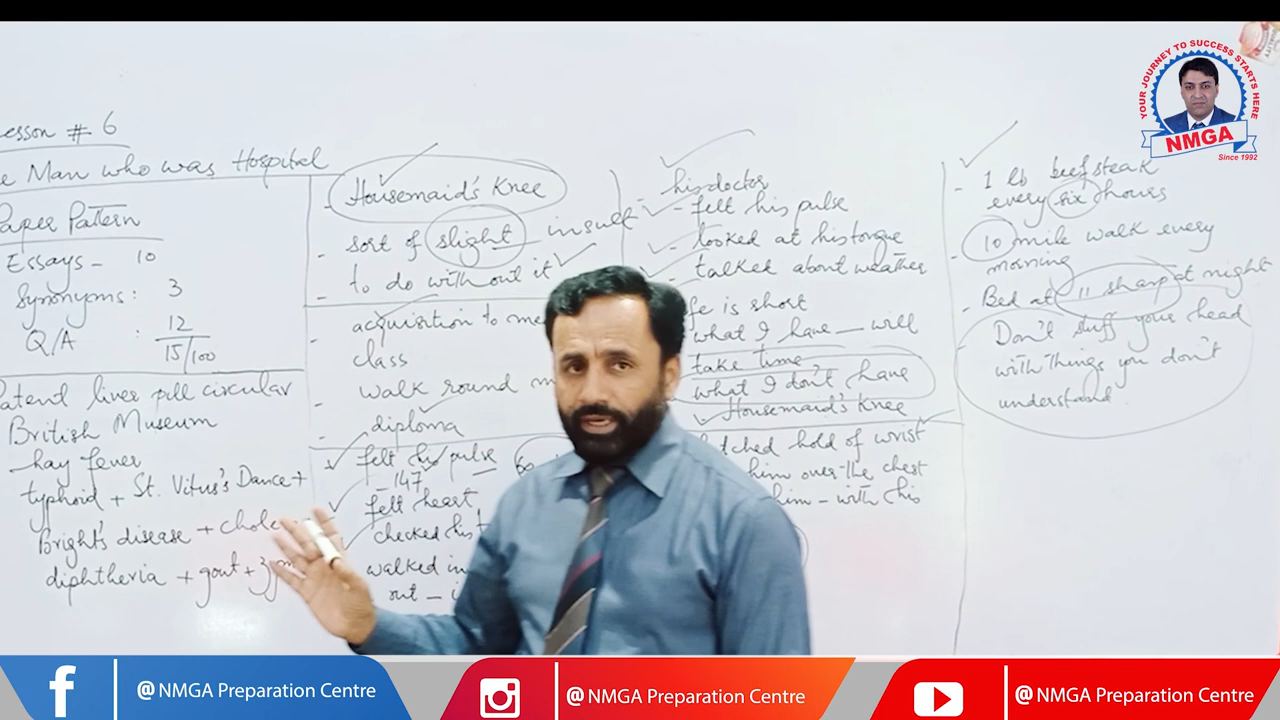 esson # 6
e Man who was Hospital
Paper Pattern
Essays - 10
Synonyms : 3
Q/A : 12
15/100
Patent liver pill circular
British Museum
hay fever
typhoid + St. Vitus's Dance +
Bright's disease + chole
diphtheria + gout + zym
- Housemaid's Knee
- sort of slight insult
- to do without it
- acquisition to me
class
- walk round
- diploma
felt his pulse 60
- 147
felt heart
checked his t
walked in
out -
- his doctor
- felt his pulse
- looked at his tongue
- talked about weather
fe is short
what I have - will
take time
what I don't have
Housemaid's Knee
hold of wrist
him over the chest
him - with his
- 1 lb beefsteak
every six hours
- 10 mile walk every
morning
- Bed at 11 sharp at night
Don't stuff your head
with things you don't
understand.
YOUR JOURNEY TO SUCCESS STARTS HERE
NMGA
Since 1992
@NMGA Preparation Centre
@NMGA Preparation Centre
@NMGA Preparation Centre